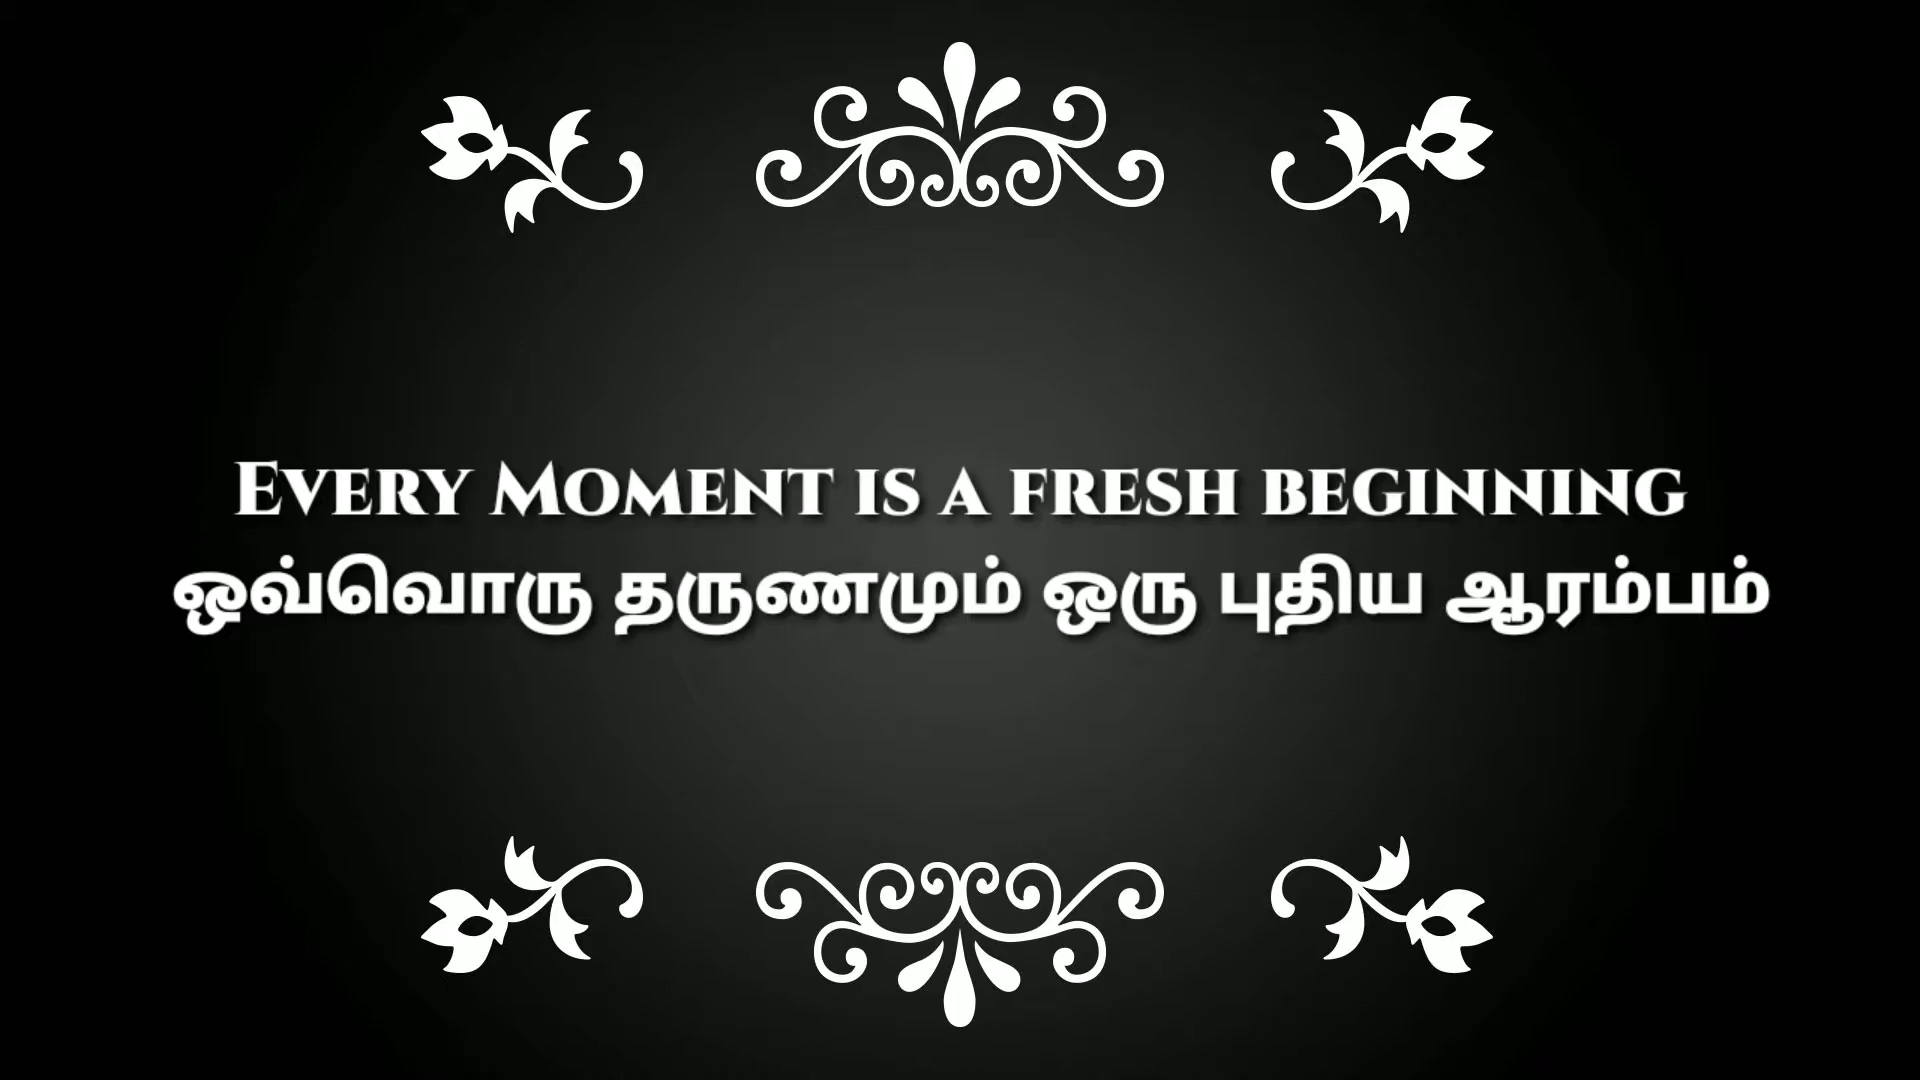 Every Moment is a fresh beginning
ஒவ்வொரு தருணமும் ஒரு புதிய ஆரம்பம்